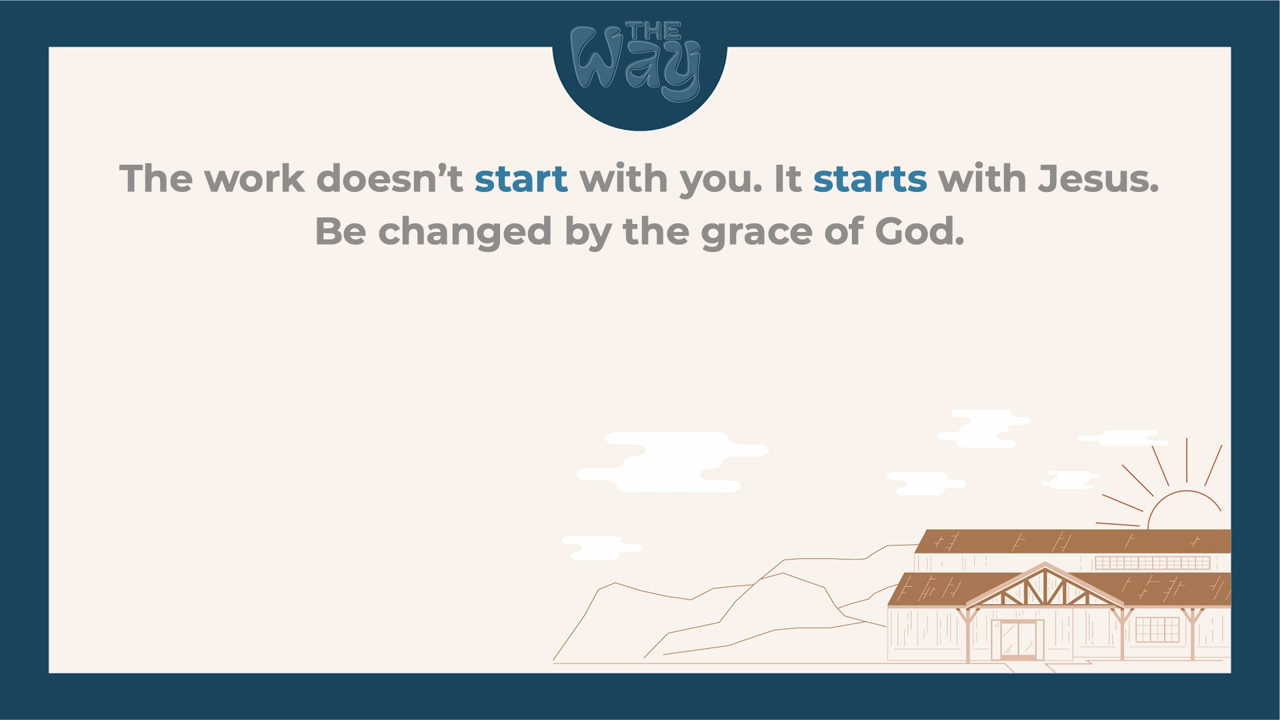 THE
Way
The work doesn’t start with you. It starts with Jesus.
Be changed by the grace of God.